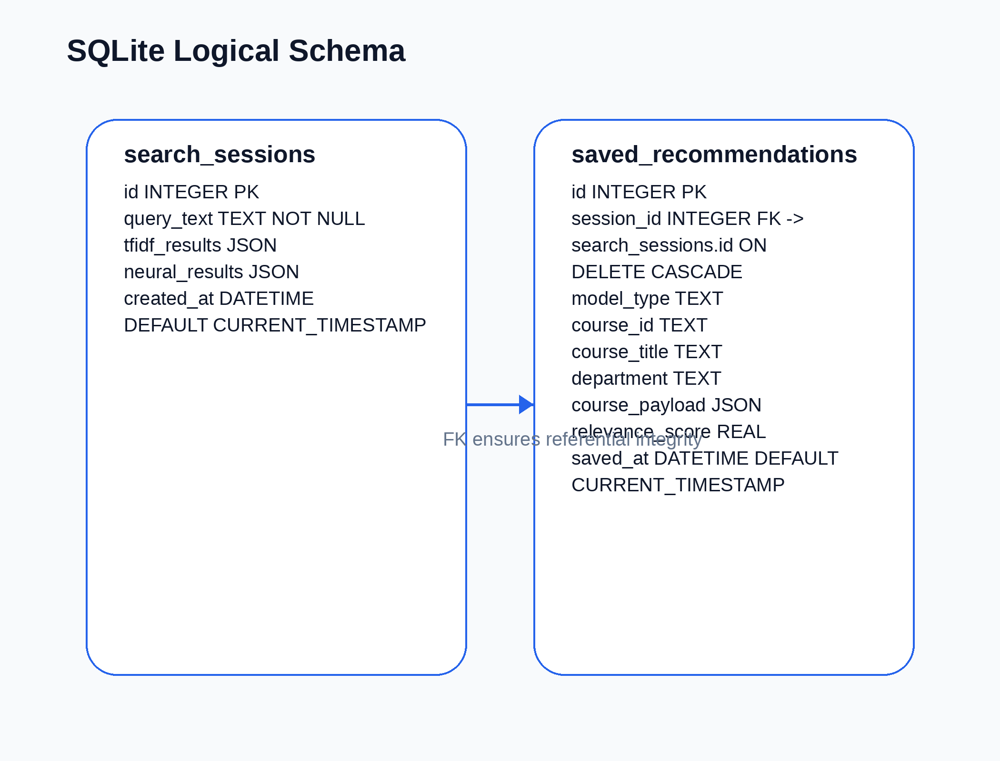 SQLite Logical Schema
search_sessions
id INTEGER PK
query_text TEXT NOT NULL
tfidf_results JSON
neural_results JSON
created_at DATETIME
DEFAULT CURRENT_TIMESTAMP
saved_recommendations
id INTEGER PK
session_id INTEGER FK ->
search_sessions.id ON
DELETE CASCADE
model_type TEXT
course_id TEXT
course_title TEXT
department TEXT
course_payload JSON
relevance_score REAL
saved_at DATETIME DEFAULT
CURRENT_TIMESTAMP
FK ensures referential integrity